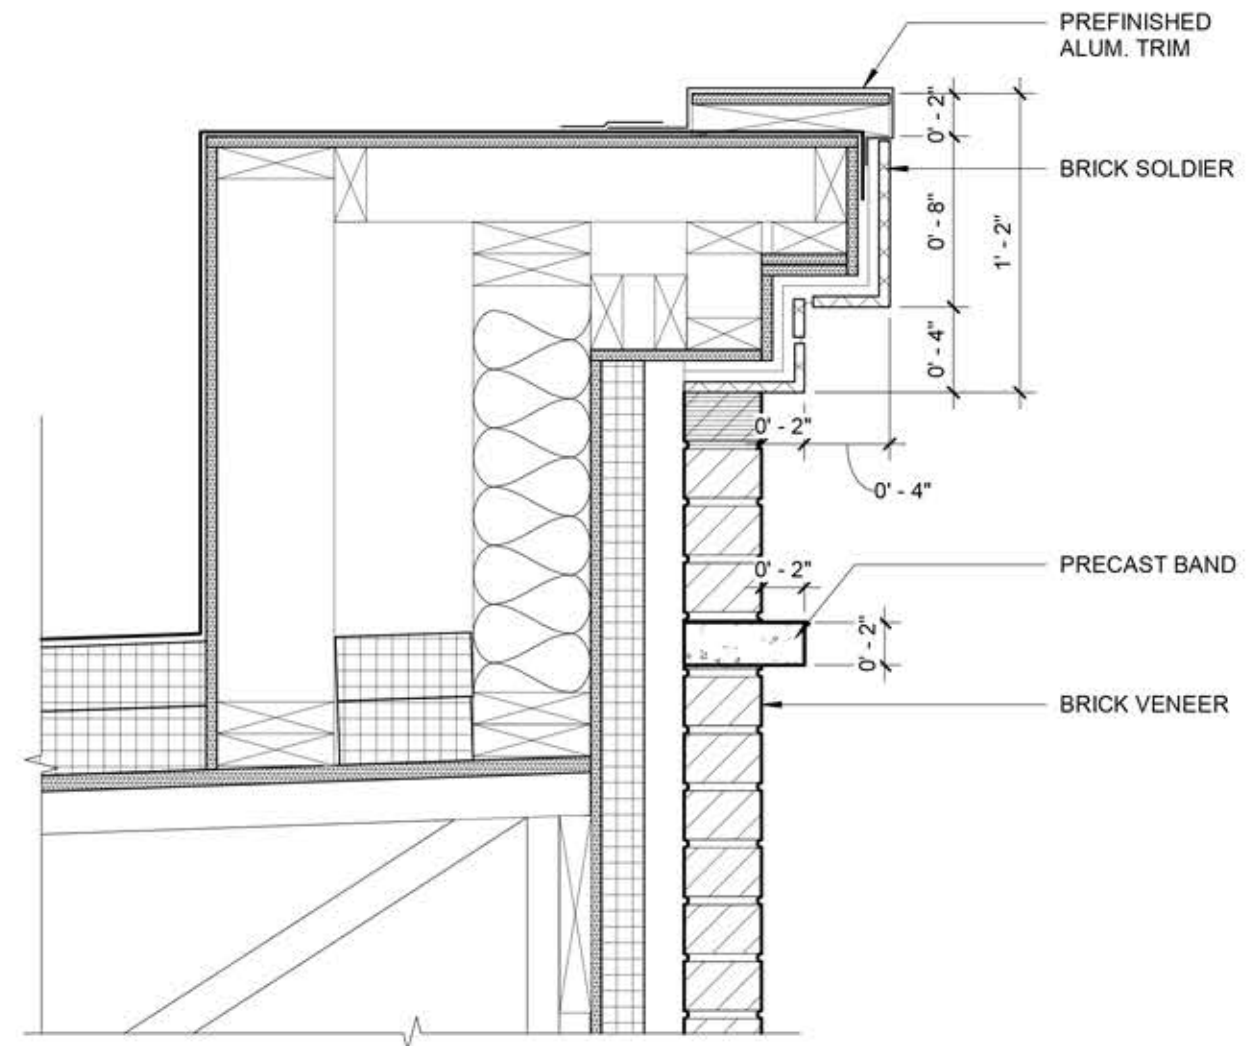 PREFINISHED
ALUM. TRIM
0' - 2"
BRICK SOLDIER
0' - 8"
1' - 2"
0' - 4"
0' - 2"
0' - 4"
0' - 2"
PRECAST BAND
0' - 2"
BRICK VENEER